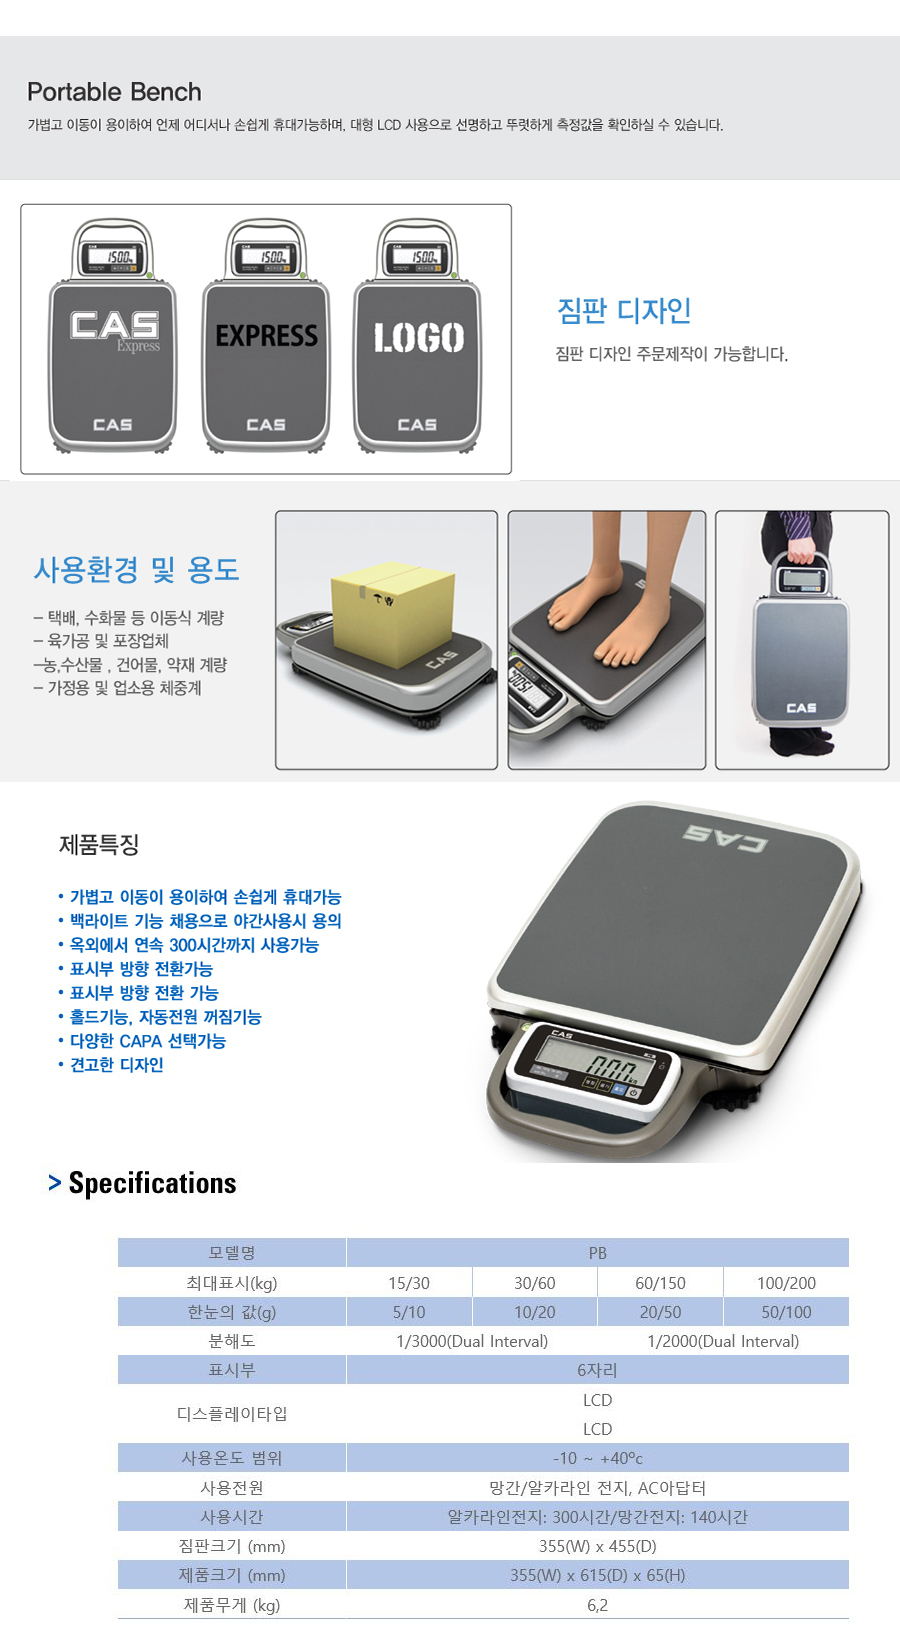 Portable Bench
가볍고 이동이 용이하여 언제 어디서나 손쉽게 휴대가능하며, 대형 LCD 사용으로 선명하고 뚜렷하게 측정값을 확인하실 수 있습니다.
CAS
150.0
CAS
150.0
CAS
150.0
CAS
Express
EXPRESS
LOGO
CAS
CAS
CAS
짐판 디자인
짐판 디자인 주문제작이 가능합니다.
사용환경 및 용도
– 택배, 수화물 등 이동식 계량
– 육가공 및 포장업체
–농,수산물 , 건어물, 약재 계량
– 가정용 및 업소용 체중계
CAS
CAS
제품특징
• 가볍고 이동이 용이하여 손쉽게 휴대가능
• 백라이트 기능 채용으로 야간사용시 용의
• 옥외에서 연속 300시간까지 사용가능
• 표시부 방향 전환가능
• 표시부 방향 전환 가능
• 홀드기능, 자동전원 꺼짐기능
• 다양한 CAPA 선택가능
• 견고한 디자인
CAS
CAS
0.00 kg
> Specifications
모델명 PB
최대표시(kg) 15/30 30/60 60/150 100/200
한눈의 값(g) 5/10 10/20 20/50 50/100
분해도 1/3000(Dual Interval) 1/2000(Dual Interval)
표시부 6자리
디스플레이타입 LCD
LCD
사용온도 범위 -10 ~ +40ºc
사용전원 망간/알카라인 전지, AC아답터
사용시간 알카라인전지: 300시간/망간전지: 140시간
짐판크기 (mm) 355(W) x 455(D)
제품크기 (mm) 355(W) x 615(D) x 65(H)
제품무게 (kg) 6,2